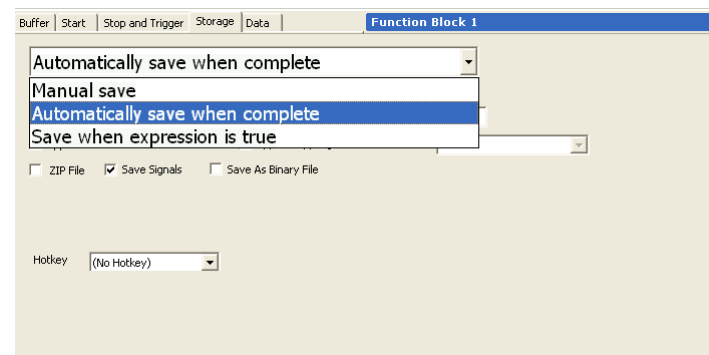 Buffer Start Stop and Trigger Storage Data Function Block 1
Automatically save when complete
Manual save
Automatically save when complete
Save when expression is true
ZIP File Save Signals Save As Binary File
Hotkey (No Hotkey)